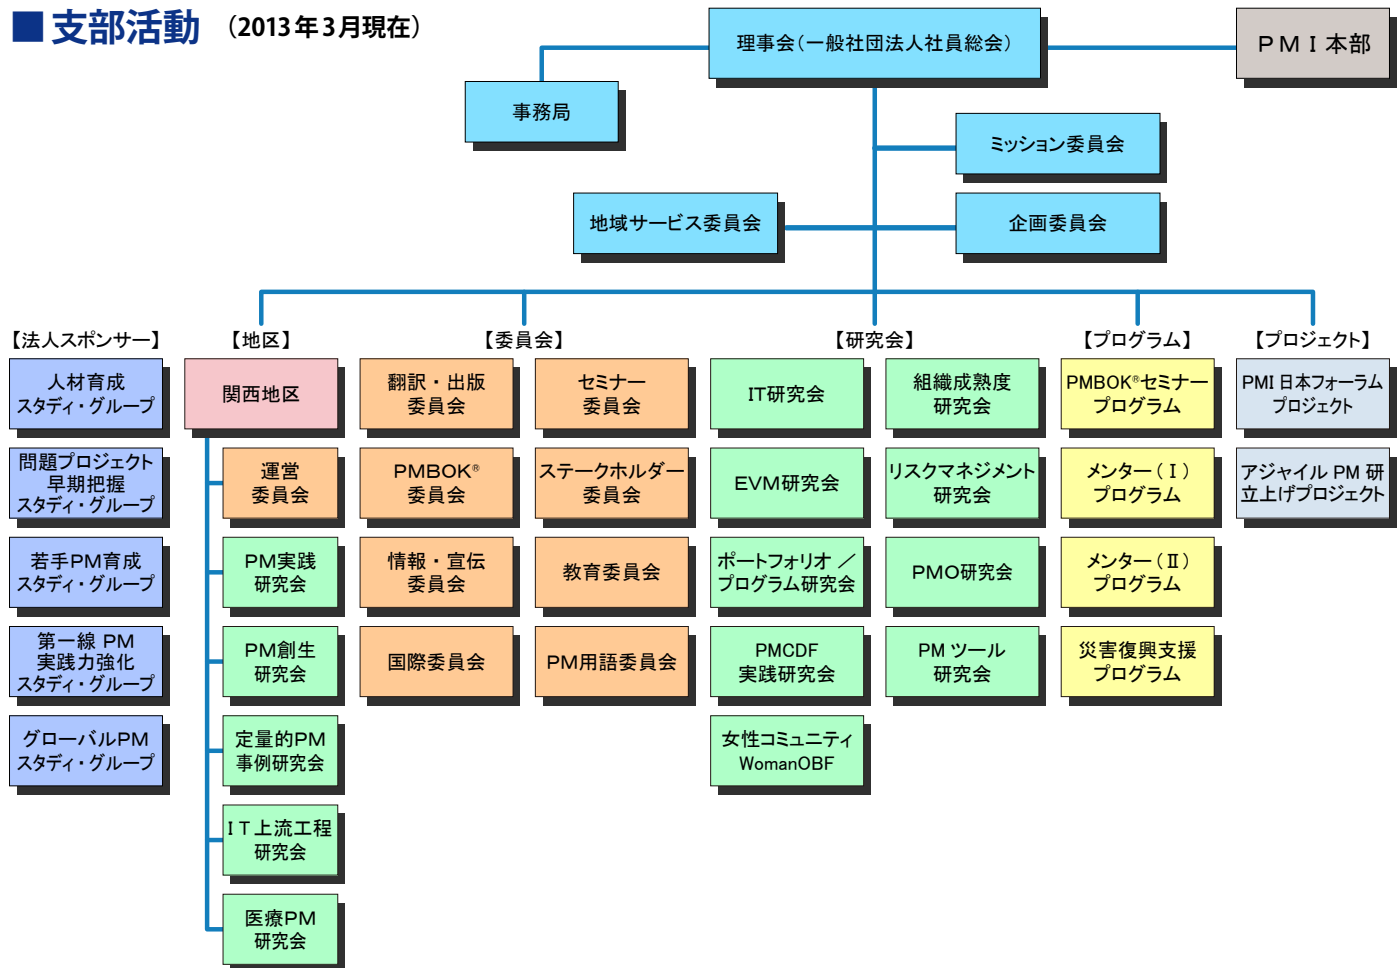 ■支部活動 (2013年3月現在)
理事会(一般社団法人社員総会)
PMI本部
事務局
ミッション委員会
地域サービス委員会
企画委員会
【法人スポンサー】
人材育成
スタディ・グループ
問題プロジェクト
早期把握
スタディ・グループ
若手PM育成
スタディ・グループ
第一線 PM
実践力強化
スタディ・グループ
グローバルPM
スタディ・グループ
【地区】
関西地区
運営
委員会
PM実践
研究会
PM創生
研究会
定量的PM
事例研究会
IT上流工程
研究会
医療PM
研究会
【委員会】
翻訳・出版
委員会
セミナー
委員会
PMBOK®
委員会
ステークホルダー
委員会
情報・宣伝
委員会
教育委員会
国際委員会
PM用語委員会
【研究会】
IT研究会
組織成熟度
研究会
EVM研究会
リスクマネジメント
研究会
ポートフォリオ／
プログラム研究会
PMO研究会
PMCDF
実践研究会
PM ツール
研究会
女性コミュニティ
WomanOBF
【プログラム】
PMBOK®セミナー
プログラム
メンター(Ⅰ)
プログラム
メンター(Ⅱ)
プログラム
災害復興支援
プログラム
【プロジェクト】
PMI 日本フォーラム
プロジェクト
アジャイル PM 研
立上げプロジェクト